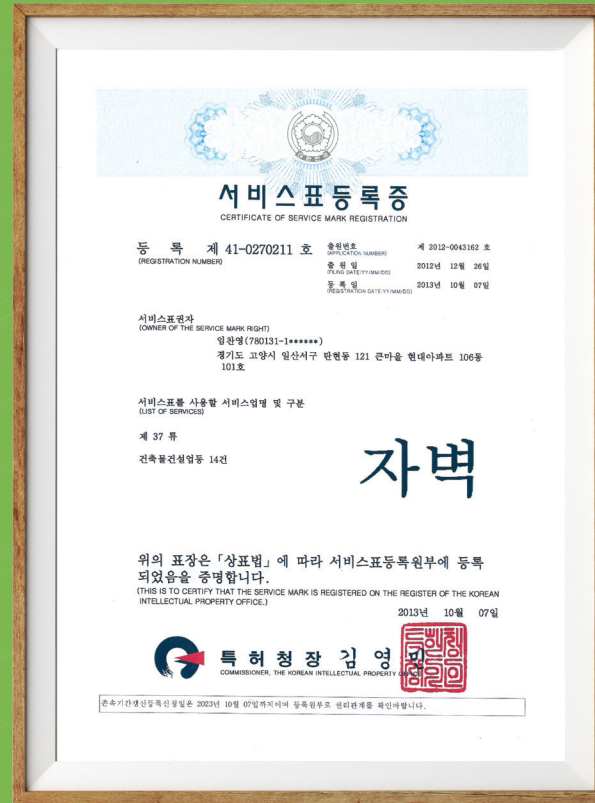 대한민국
서비스표등록증
CERTIFICATE OF SERVICE MARK REGISTRATION
등 록 제 41-0270211 호
(REGISTRATION NUMBER)
출원번호 제 2012-0043162 호
(APPLICATION NUMBER)
출 원 일 2012년 12월 26일
(FILING DATE:YY/MM/DD)
등 록 일 2013년 10월 07일
(REGISTRATION DATE:YY/MM/DD)
서비스표권자
(OWNER OF THE SERVICE MARK RIGHT)
임찬영(780131-1******)
경기도 고양시 일산서구 탄현동 121 큰마을 현대아파트 106동
101호
서비스표를 사용할 서비스업명 및 구분
(LIST OF SERVICES)
제 37 류
건축물건설업등 14건
자벽
위의 표장은 「상표법」에 따라 서비스표등록원부에 등록
되었음을 증명합니다.
(THIS IS TO CERTIFY THAT THE SERVICE MARK IS REGISTERED ON THE REGISTER OF THE KOREAN
INTELLECTUAL PROPERTY OFFICE.)
2013년 10월 07일
특허청장 김영민
COMMISSIONER, THE KOREAN INTELLECTUAL PROPERTY OFFICE
존속기간갱신등록신청일은 2023년 10월 07일까지이며 등록원부로 권리관계를 확인바랍니다.